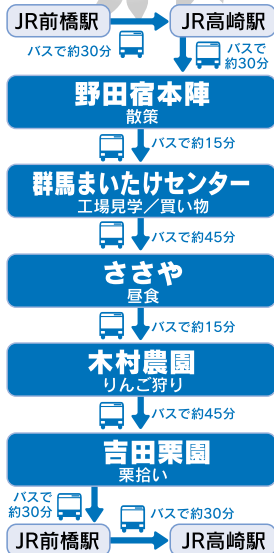 JR前橋駅
JR高崎駅
バスで約30分
バスで
約30分
野田宿本陣
散策
バスで約15分
群馬まいたけセンター
工場見学／買い物
バスで約45分
ささや
昼食
バスで約15分
木村農園
りんご狩り
バスで約45分
吉田栗園
栗拾い
バスで
約30分
バスで約30分
JR前橋駅
JR高崎駅